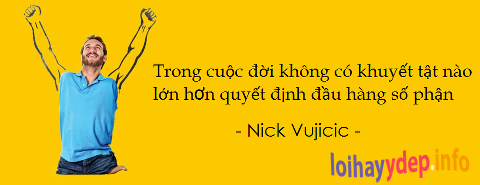 Trong cuộc đời không có khuyết tật nào
lớn hơn quyết định đầu hàng số phận
- Nick Vujicic -
loihayydep.info